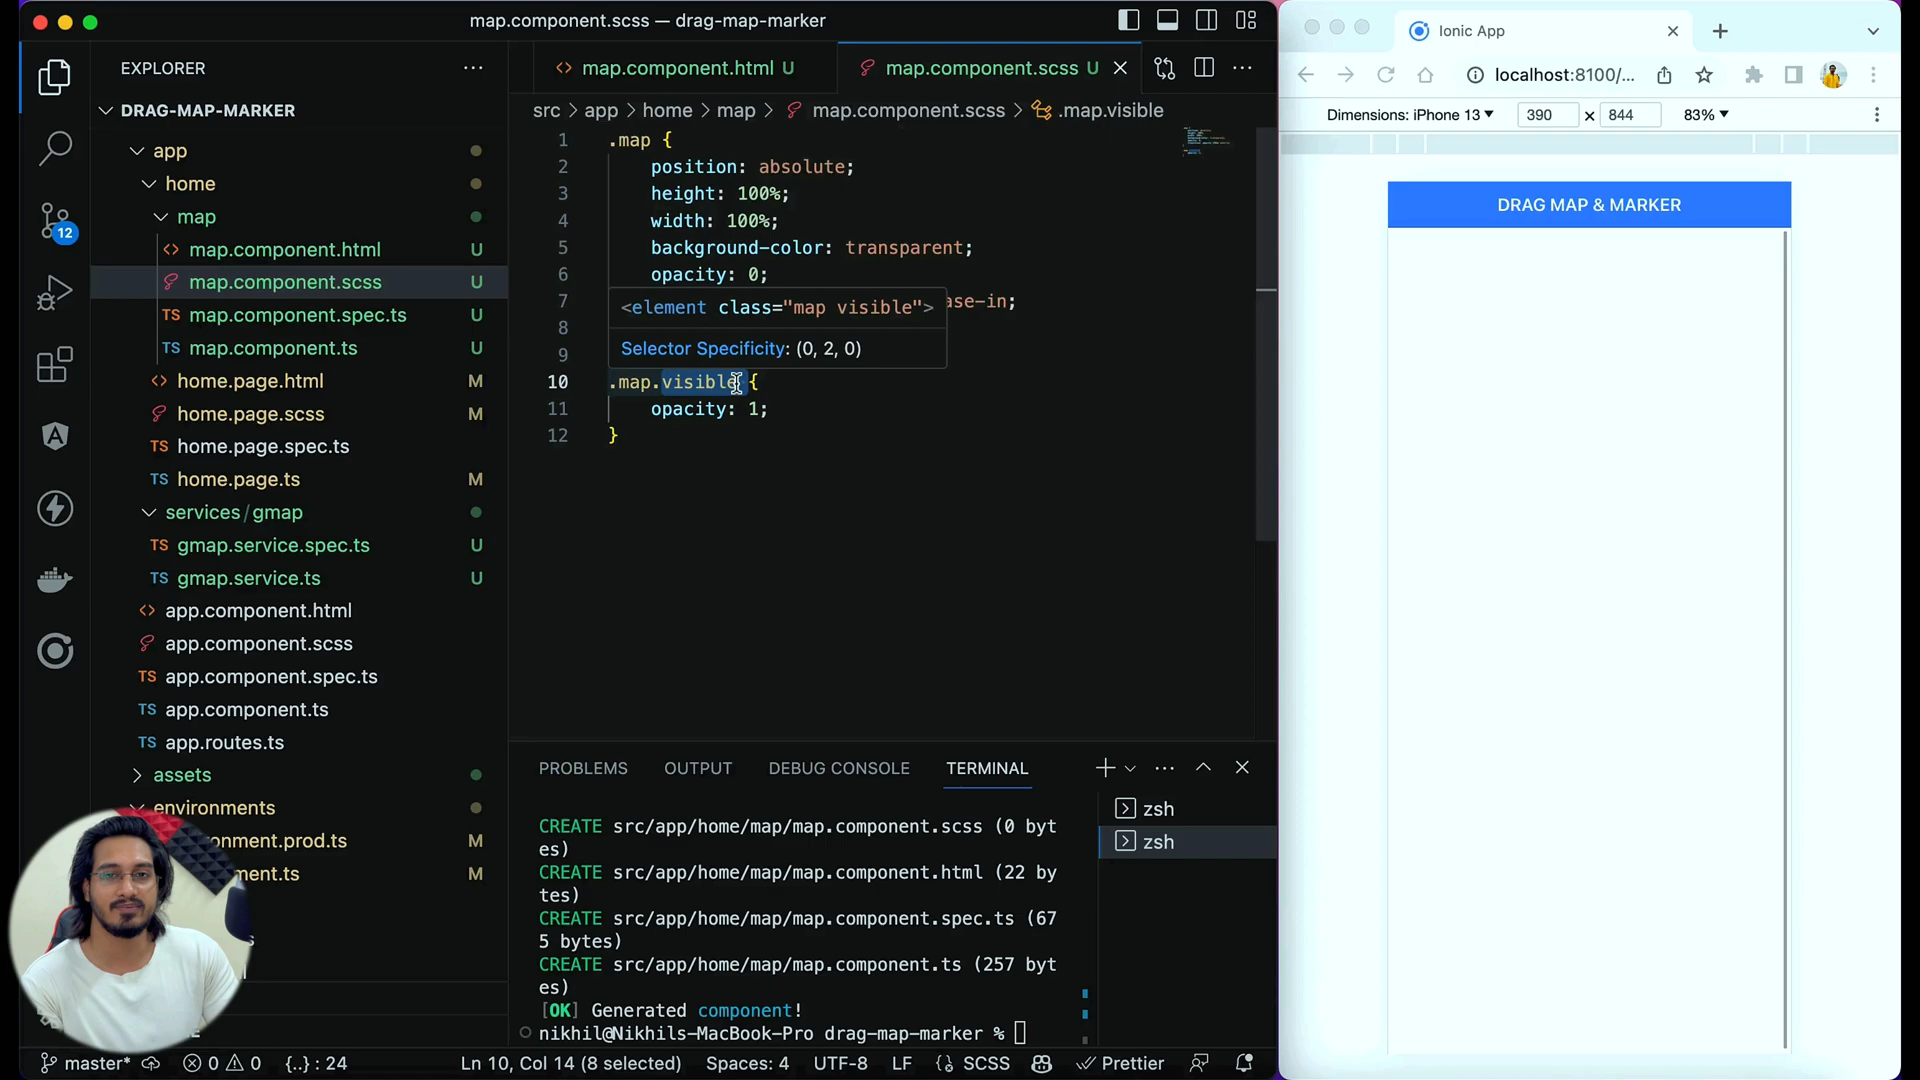 map.component.scss — drag-map-marker
EXPLORER
DRAG-MAP-MARKER
app
home
map
map.component.html U
map.component.scss U
map.component.spec.ts U
TS map.component.ts U
home.page.html M
home.page.scss M
TS home.page.spec.ts
TS home.page.ts M
services/gmap
TS gmap.service.spec.ts U
TS gmap.service.ts U
app.component.html
app.component.scss
TS app.component.spec.ts
TS app.component.ts
TS app.routes.ts
assets
environments
onment.prod.ts M
ment.ts M
12
map.component.html U
map.component.scss U
src > app > home > map > map.component.scss > .map.visible
1 .map {
2 position: absolute;
3 height: 100%;
4 width: 100%;
5 background-color: transparent;
6 opacity: 0;
7 ase-in;
8
9
<element class="map visible">
Selector Specificity: (0, 2, 0)
10 .map.visible {
11 opacity: 1;
12 }
PROBLEMS OUTPUT DEBUG CONSOLE TERMINAL
CREATE src/app/home/map/map.component.scss (0 byt
es)
CREATE src/app/home/map/map.component.html (22 by
tes)
CREATE src/app/home/map/map.component.spec.ts (67
5 bytes)
CREATE src/app/home/map/map.component.ts (257 byt
es)
[OK] Generated component!
nikhil@Nikhils-MacBook-Pro drag-map-marker %
zsh
zsh
master* 0 0 {..} : 24 Ln 10, Col 14 (8 selected) Spaces: 4 UTF-8 LF SCSS Prettier
Ionic App
localhost:8100/...
Dimensions: iPhone 13 390 × 844 83%
DRAG MAP & MARKER